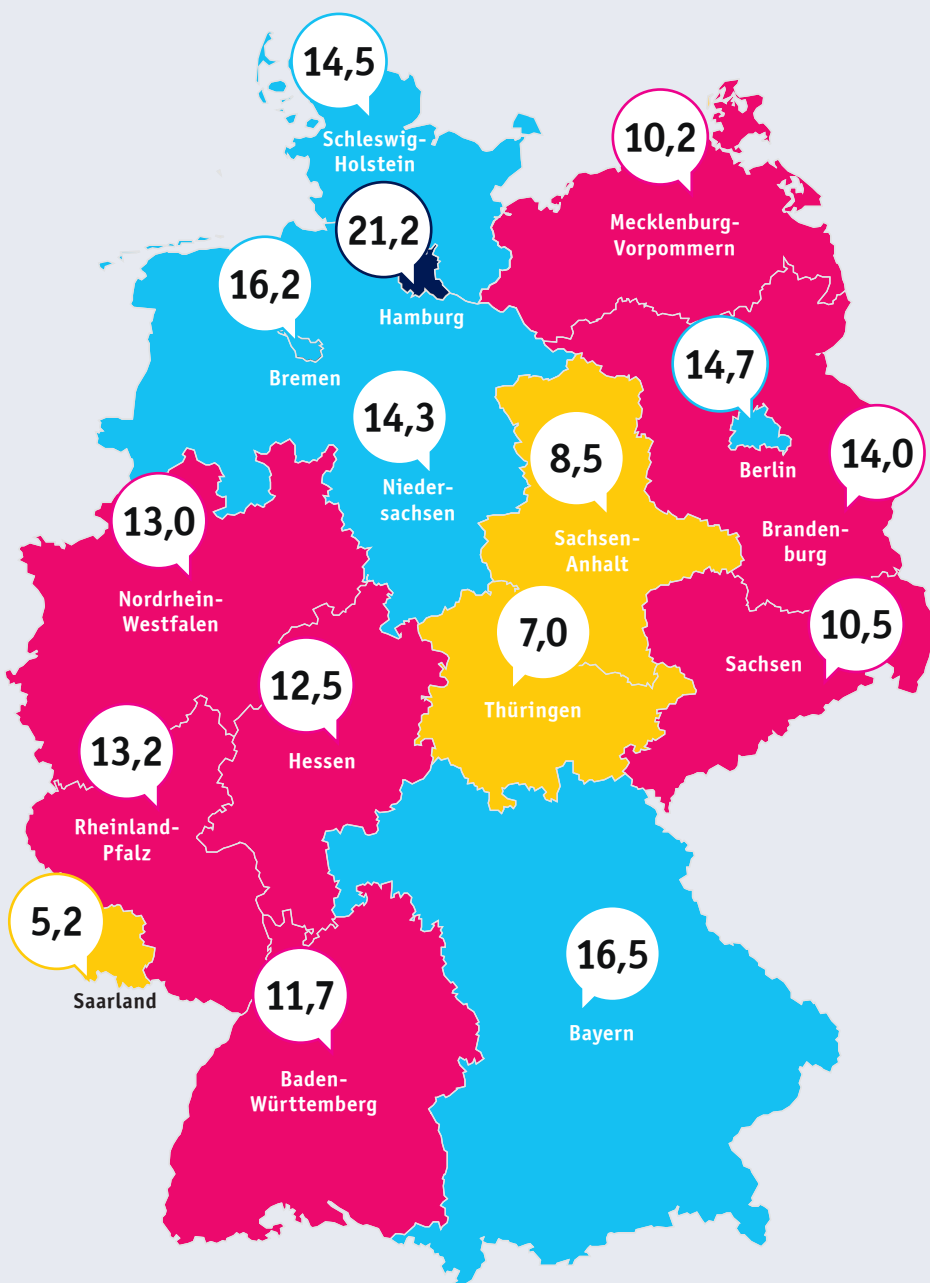 14,5
Schleswig-
Holstein
10,2
Mecklenburg-
Vorpommern
21,2
Hamburg
16,2
Bremen
14,7
Berlin
14,3
Nieder-
sachsen
8,5
Sachsen-
Anhalt
14,0
Branden-
burg
13,0
Nordrhein-
Westfalen
7,0
Thüringen
10,5
Sachsen
12,5
Hessen
13,2
Rheinland-
Pfalz
5,2
Saarland
11,7
Baden-
Württemberg
16,5
Bayern